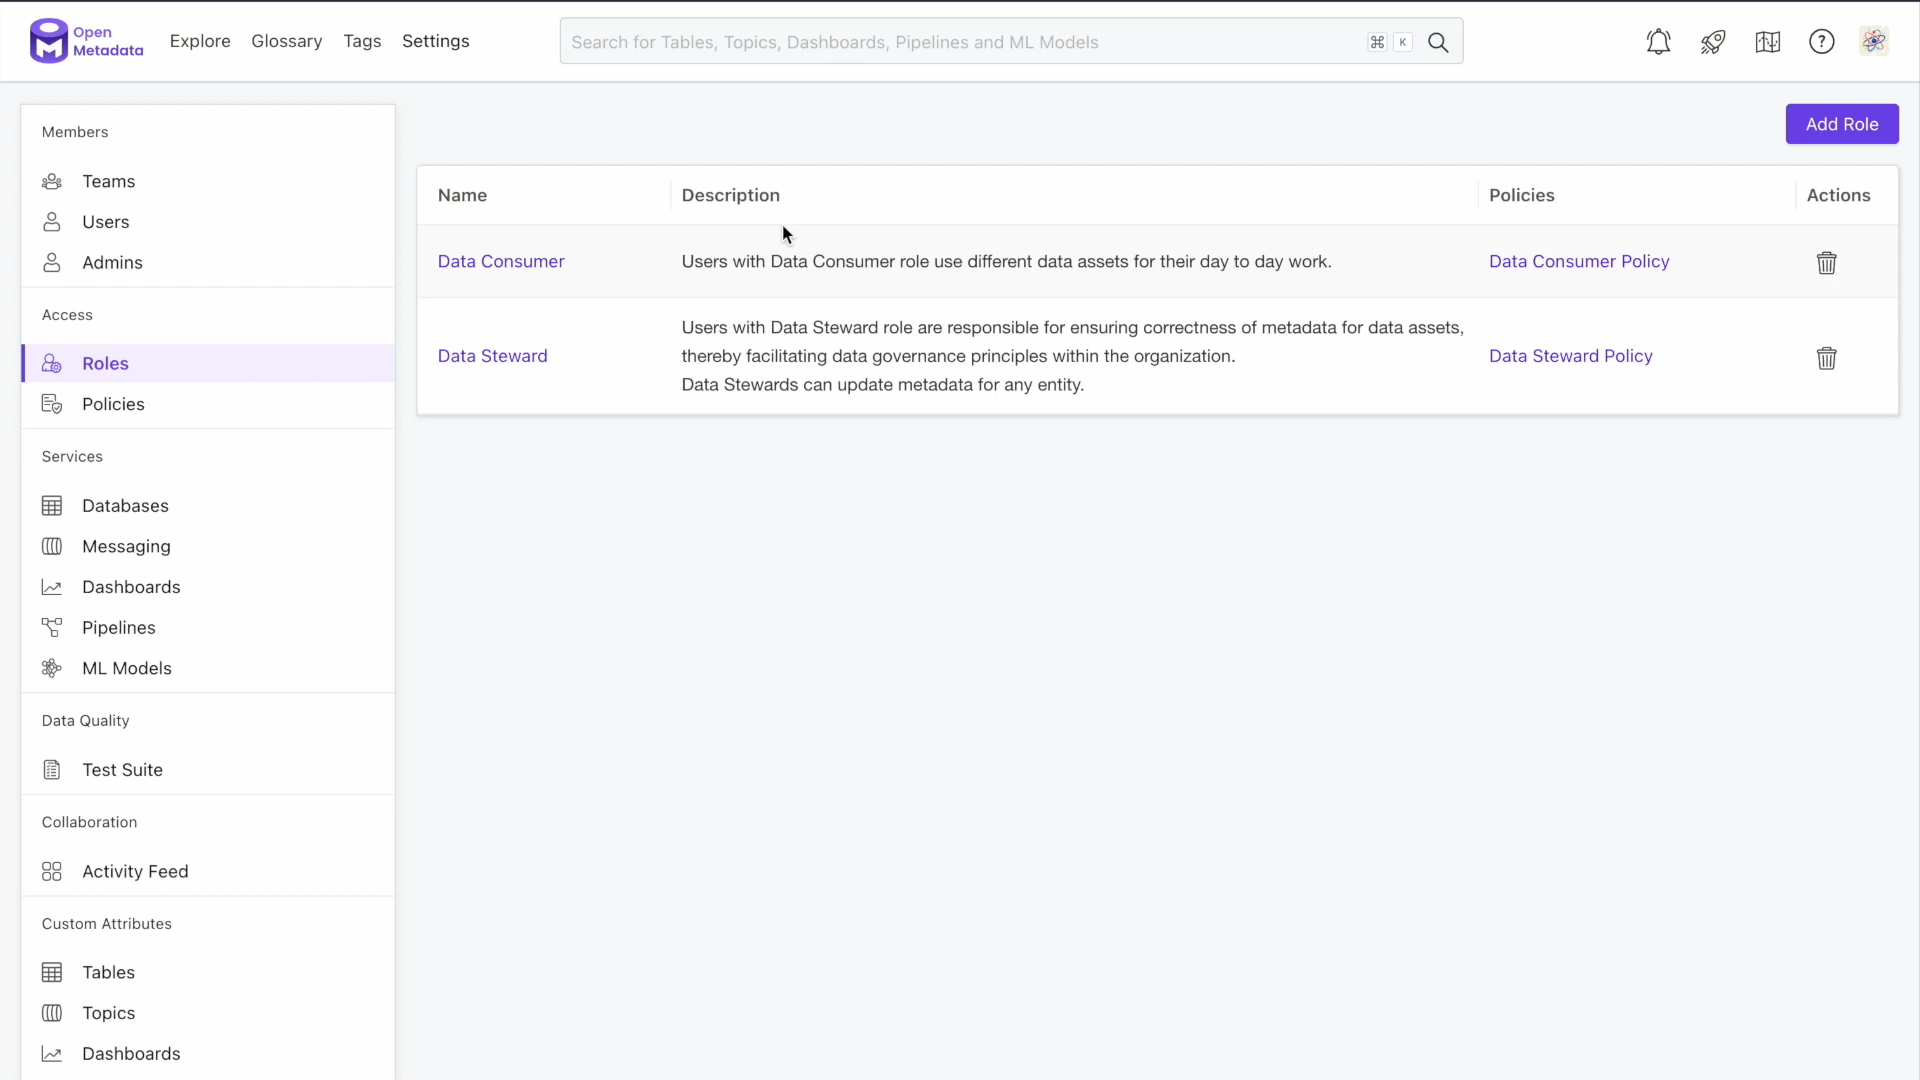 Open
Metadata
Explore Glossary Tags Settings
Search for Tables, Topics, Dashboards, Pipelines and ML Models
⌘ K
?
Members
Teams
Users
Admins
Access
Roles
Policies
Services
Databases
Messaging
Dashboards
Pipelines
ML Models
Data Quality
Test Suite
Collaboration
Activity Feed
Custom Attributes
Tables
Topics
Dashboards
Add Role
Name Description Policies Actions
Data Consumer Users with Data Consumer role use different data assets for their day to day work. Data Consumer Policy
Users with Data Steward role are responsible for ensuring correctness of metadata for data assets,
Data Steward thereby facilitating data governance principles within the organization. Data Steward Policy
Data Stewards can update metadata for any entity.